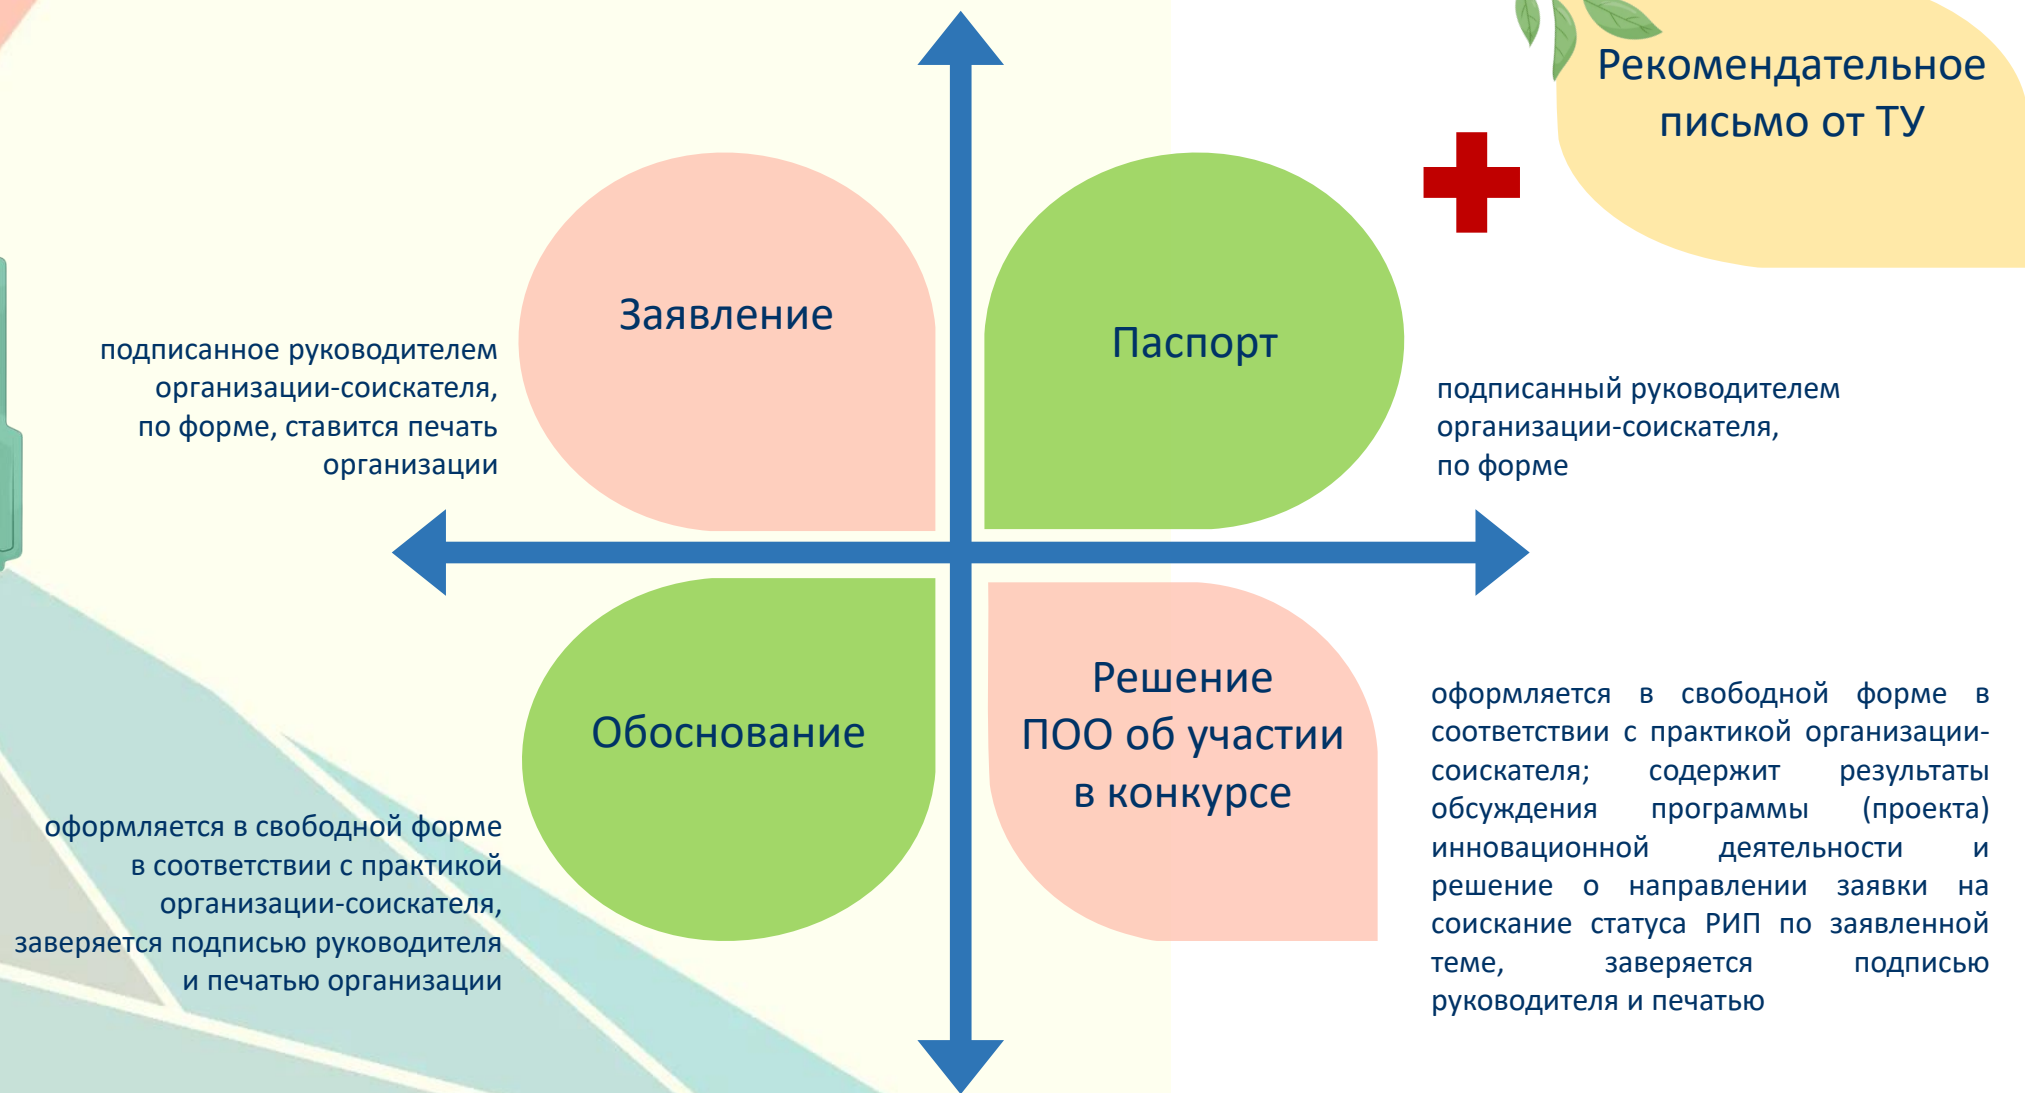 Рекомендательное
письмо от ТУ
Заявление
подписанное руководителем
организации-соискателя,
по форме, ставится печать
организации
Паспорт
подписанный руководителем
организации-соискателя,
по форме
Обоснование
оформляется в свободной форме
в соответствии с практикой
организации-соискателя,
заверяется подписью руководителя
и печатью организации
Решение
ПОО об участии
в конкурсе
оформляется в свободной форме в
соответствии с практикой организации-
соискателя; содержит результаты
обсуждения программы (проекта)
инновационной деятельности и
решение о направлении заявки на
соискание статуса РИП по заявленной
теме, заверяется подписью
руководителя и печатью